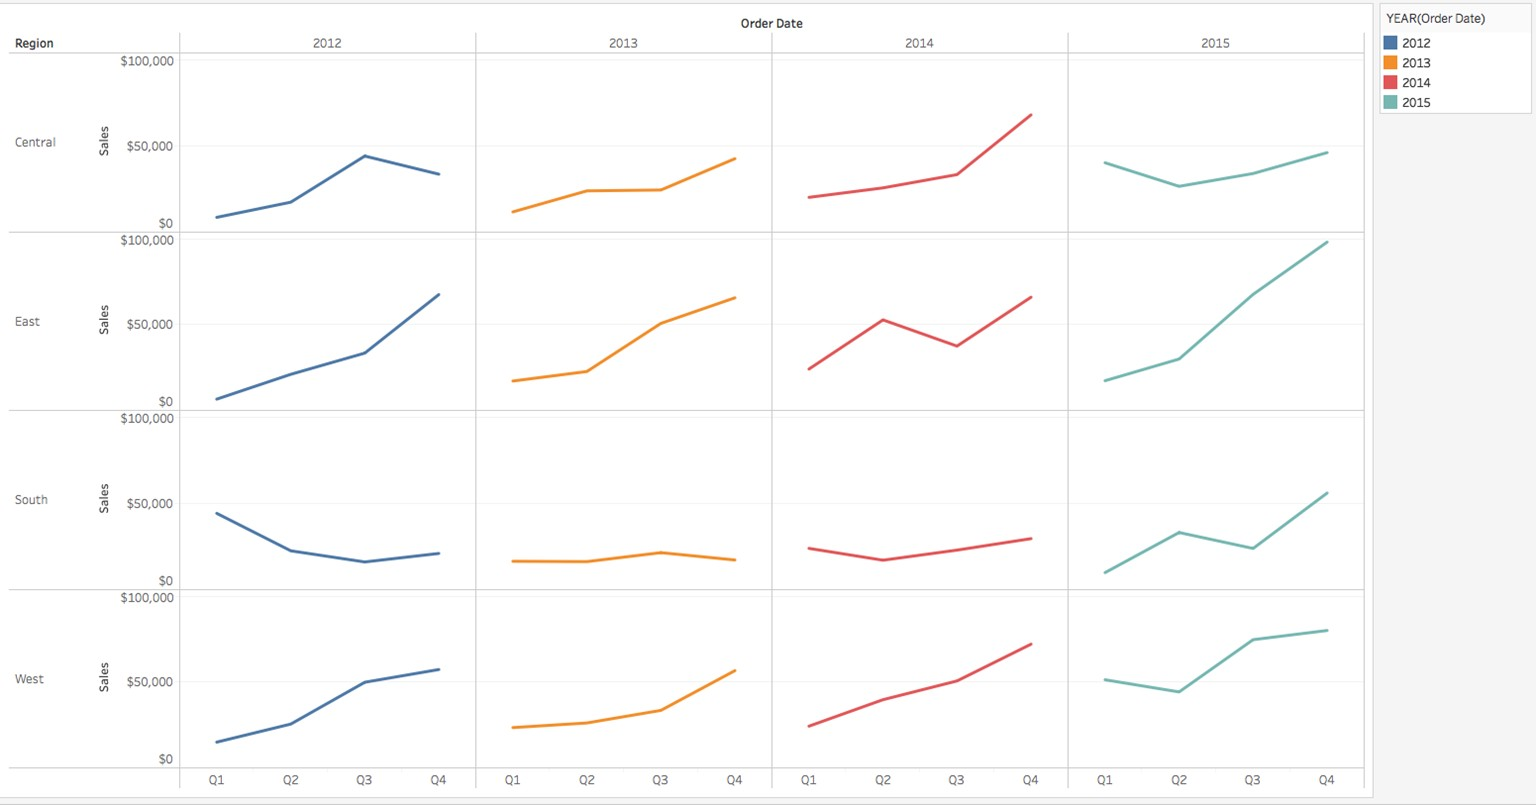 Order Date
Region 2012 2013 2014 2015
$100,000
Central Sales $50,000
$0
$100,000
East Sales $50,000
$0
$100,000
South Sales $50,000
$0
$100,000
West Sales $50,000
$0
Q1 Q2 Q3 Q4 Q1 Q2 Q3 Q4 Q1 Q2 Q3 Q4 Q1 Q2 Q3 Q4
YEAR(Order Date)
2012
2013
2014
2015